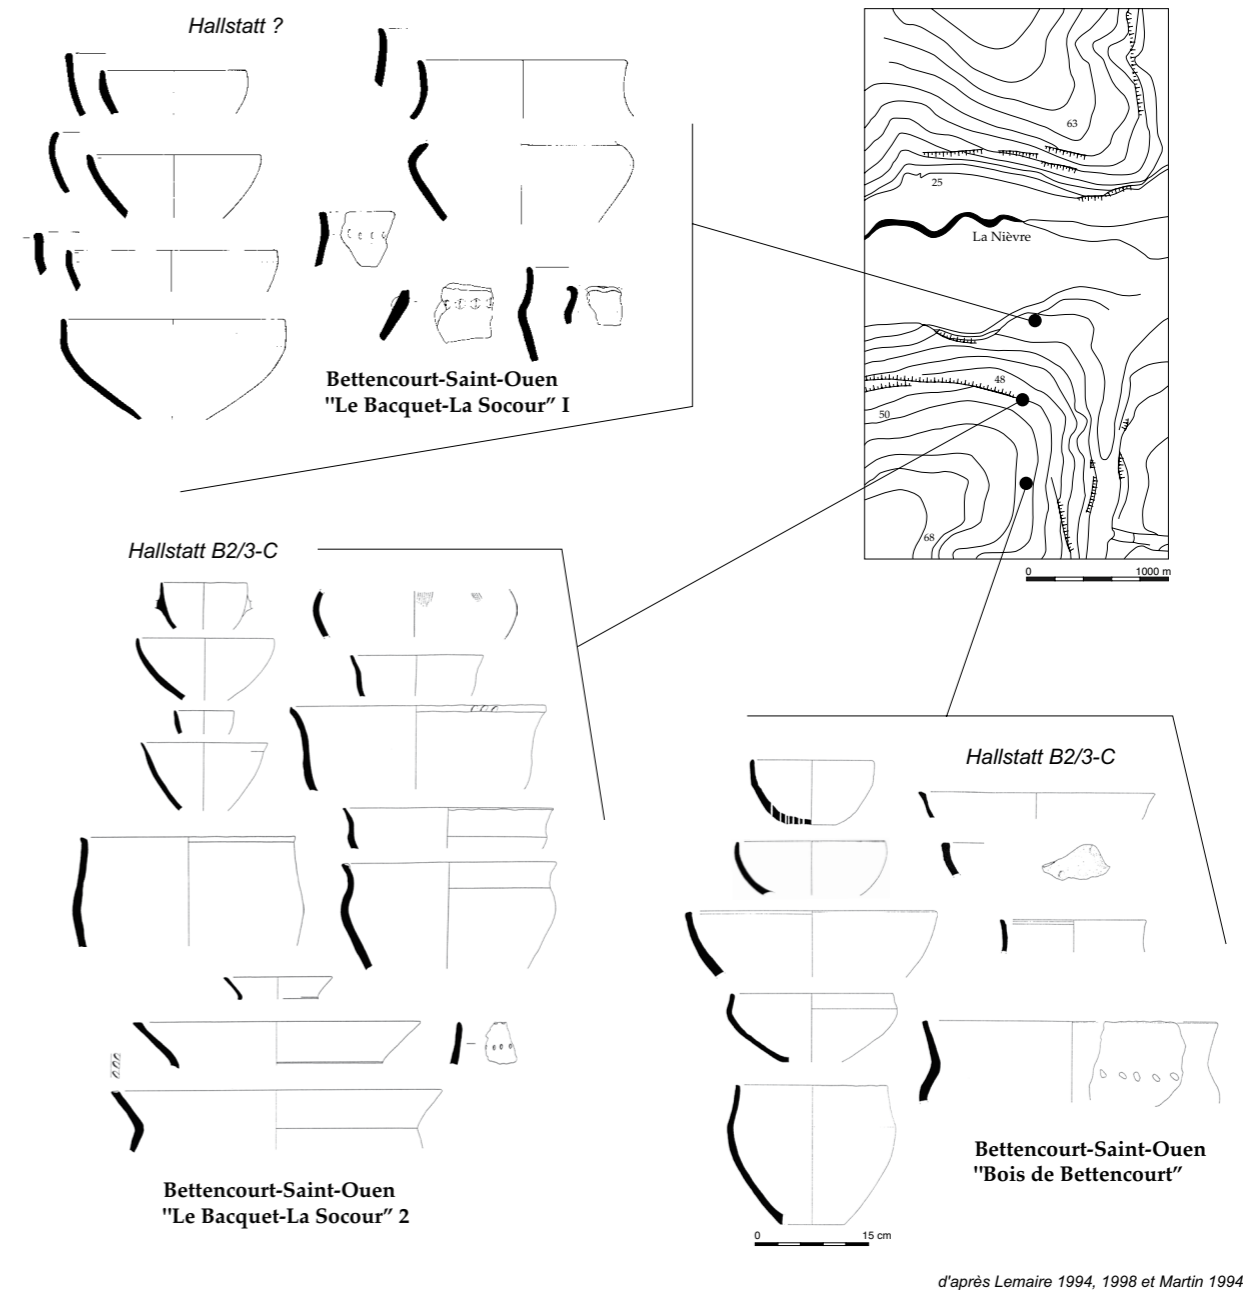 Hallstatt ?
63
25
La Nièvre
48
50
68
0 1000 m
Bettencourt-Saint-Ouen
"Le Bacquet-La Socour” I
Hallstatt B2/3-C
Bettencourt-Saint-Ouen
"Le Bacquet-La Socour” 2
Hallstatt B2/3-C
Bettencourt-Saint-Ouen
"Bois de Bettencourt”
0 15 cm
d'après Lemaire 1994, 1998 et Martin 1994